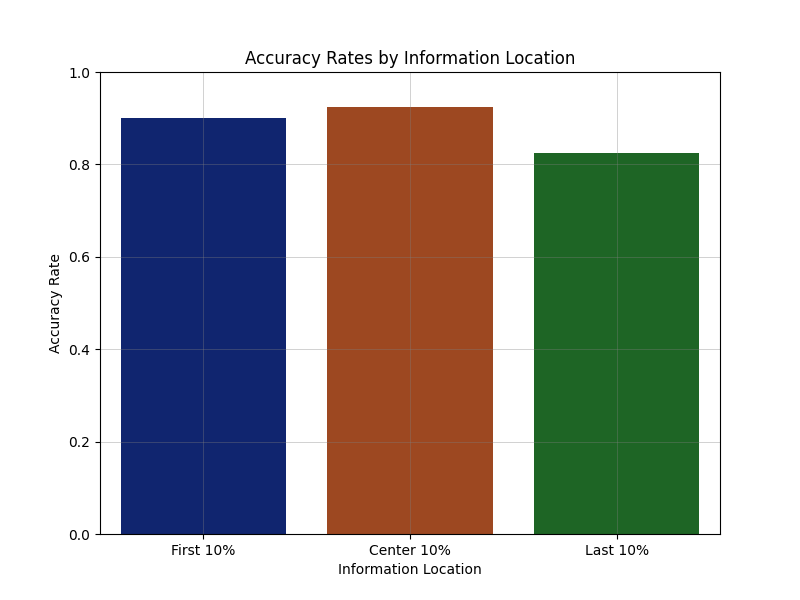 Accuracy Rates by Information Location
1.0
0.8
0.6
0.4
0.2
0.0
Accuracy Rate
First 10%
Center 10%
Last 10%
Information Location